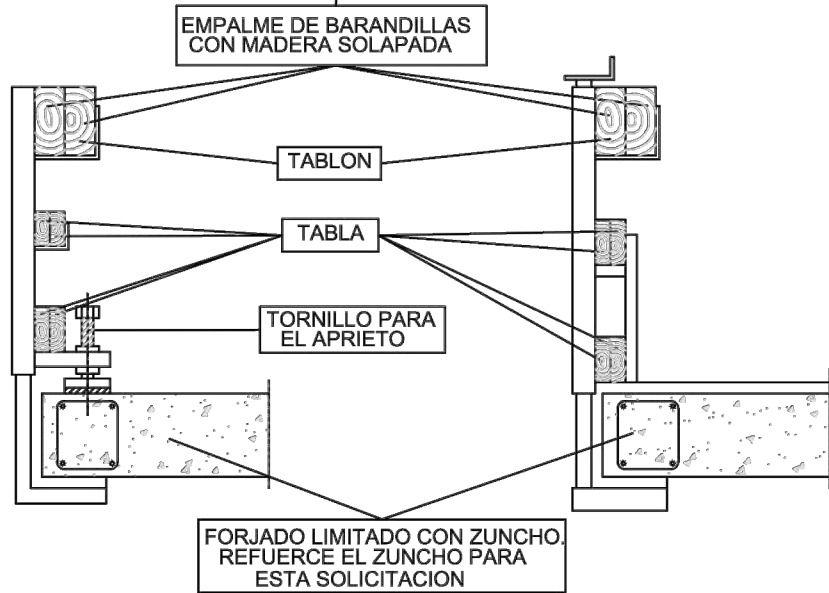 EMPALME DE BARANDILLAS
CON MADERA SOLAPADA
TABLON
TABLA
TORNILLO PARA
EL APRIETO
FORJADO LIMITADO CON ZUNCHO.
REFUERCE EL ZUNCHO PARA
ESTA SOLICITACION